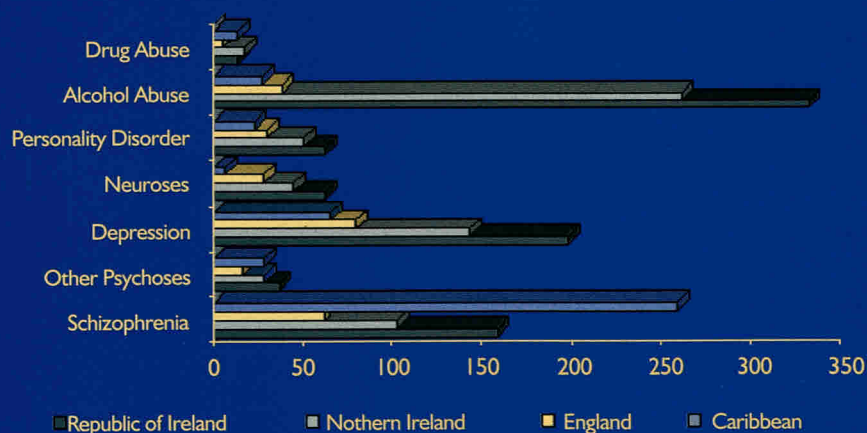 Drug Abuse
Alcohol Abuse
Personality Disorder
Neuroses
Depression
Other Psychoses
Schizophrenia
0 50 100 150 200 250 300 350
Republic of Ireland Nothern Ireland England Caribbean